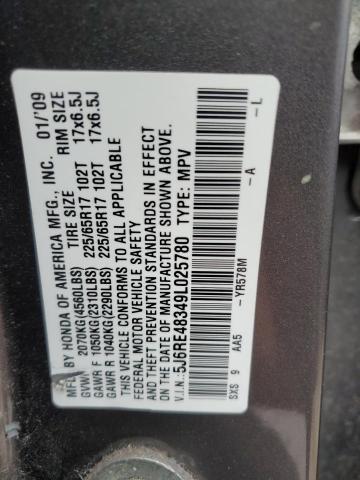 MFD. BY HONDA OF AMERICA MFG., INC. 01/'09
TIRE SIZE RIM SIZE
GVWR 2070KG(4560LBS)
GAWR F 1050KG(2310LBS) 225/65R17 102T 17x6.5J
GAWR R 1040KG(2290LBS) 225/65R17 102T 17x6.5J
THIS VEHICLE CONFORMS TO ALL APPLICABLE
FEDERAL MOTOR VEHICLE SAFETY
AND THEFT PREVENTION STANDARDS IN EFFECT
ON THE DATE OF MANUFACTURE SHOWN ABOVE.
V.I.N.: 5J6RE48349L025780 TYPE: MPV
-YR578M -A -L
SXS 9 AA5